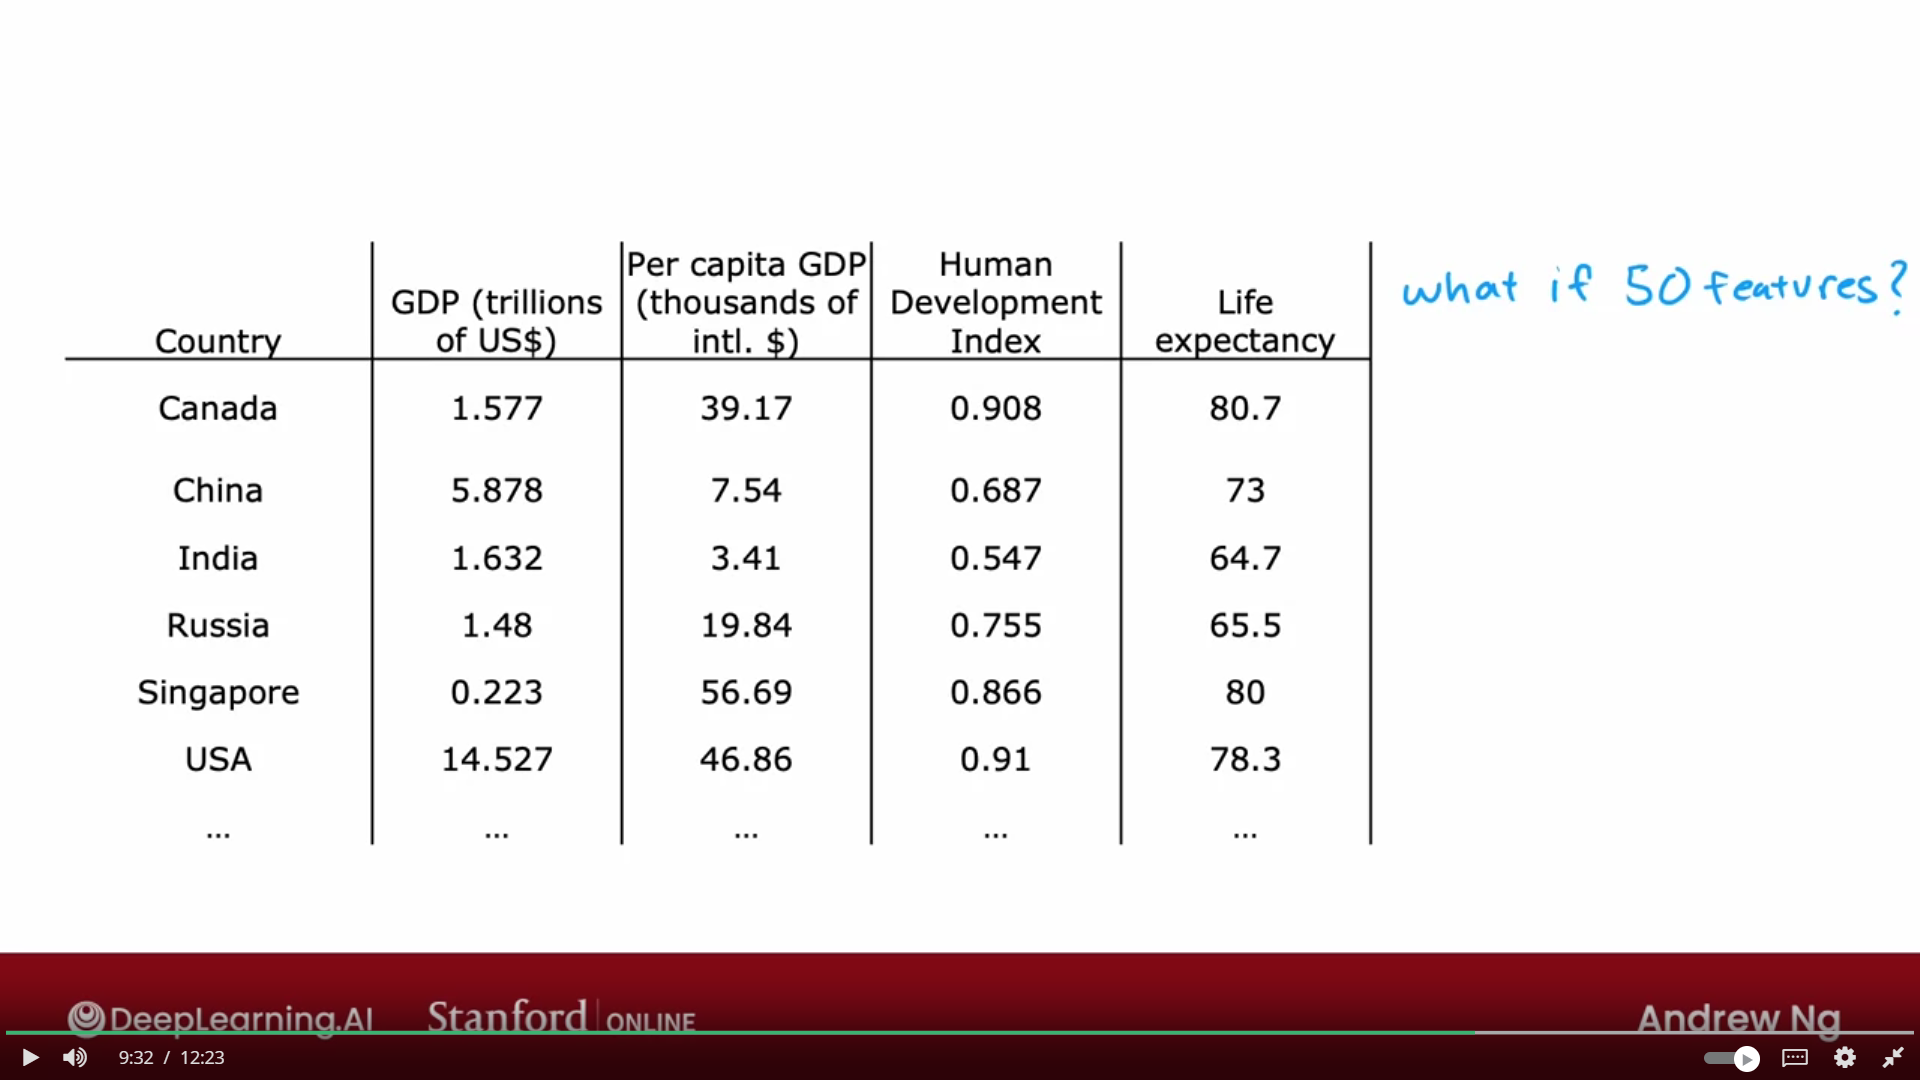 Country GDP (trillions of US$) Per capita GDP (thousands of intl. $) Human Development Index Life expectancy what if 50 features?
Canada 1.577 39.17 0.908 80.7
China 5.878 7.54 0.687 73
India 1.632 3.41 0.547 64.7
Russia 1.48 19.84 0.755 65.5
Singapore 0.223 56.69 0.866 80
USA 14.527 46.86 0.91 78.3
... ... ... ... ...
DeepLearning.AI Stanford ONLINE Andrew Ng
9:32 / 12:23